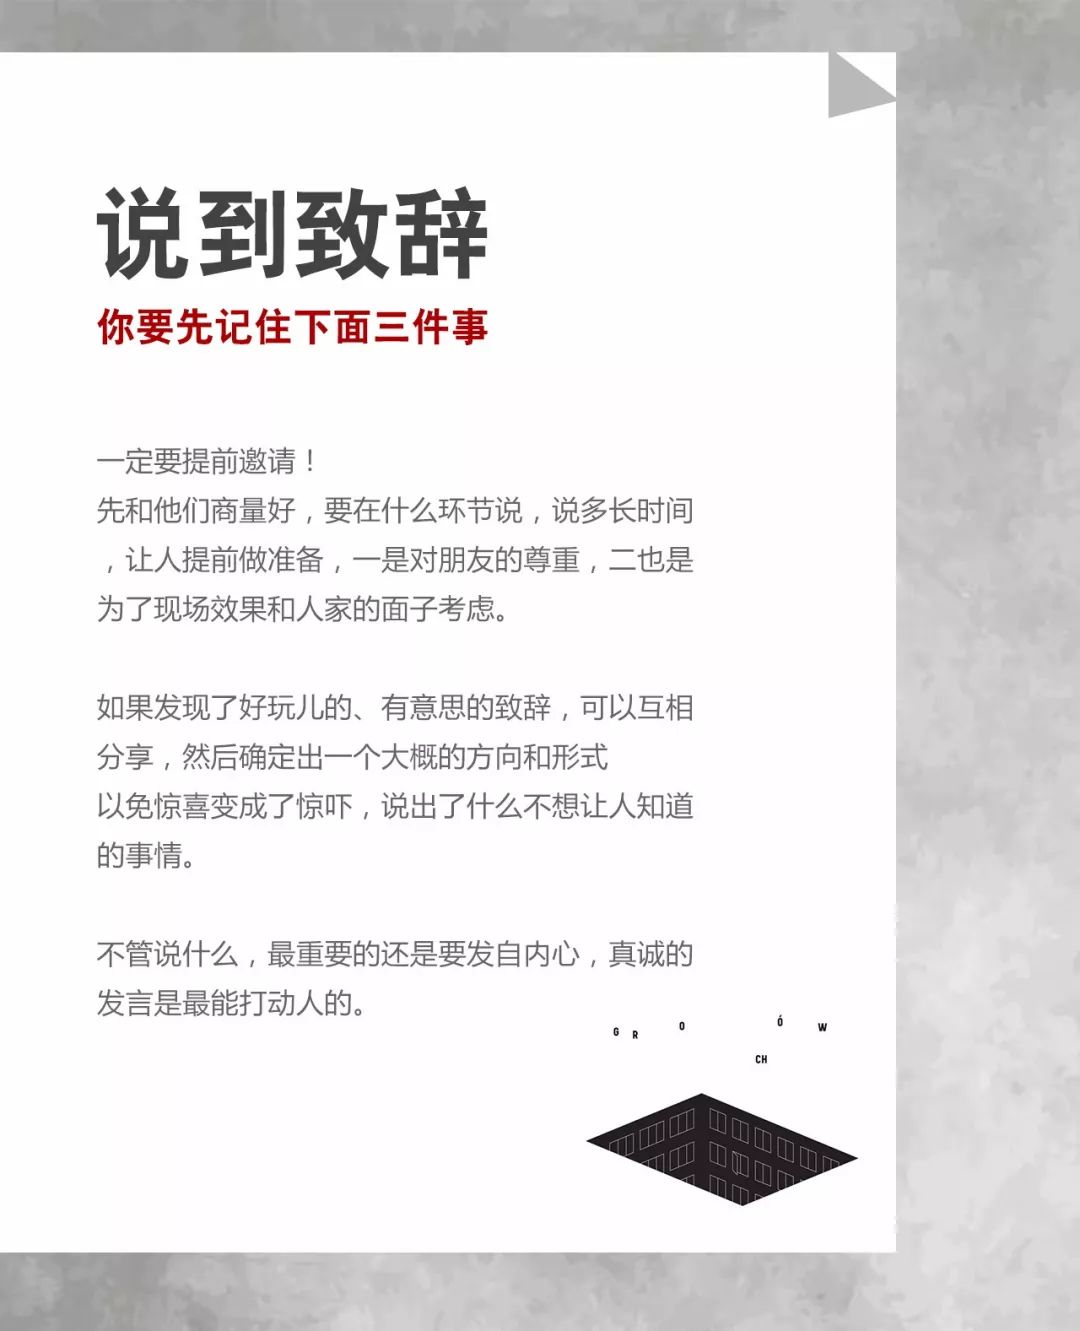 说到致辞
你要先记住下面三件事
一定要提前邀请！
先和他们商量好，要在什么环节说，说多长时间
，让人提前做准备，一是对朋友的尊重，二也是
为了现场效果和人家的面子考虑。
如果发现了好玩儿的、有意思的致辞，可以互相
分享，然后确定出一个大概的方向和形式
以免惊喜变成了惊吓，说出了什么不想让人知道
的事情。
不管说什么，最重要的还是要发自内心，真诚的
发言是最能打动人的。
G R O Ó W
CH